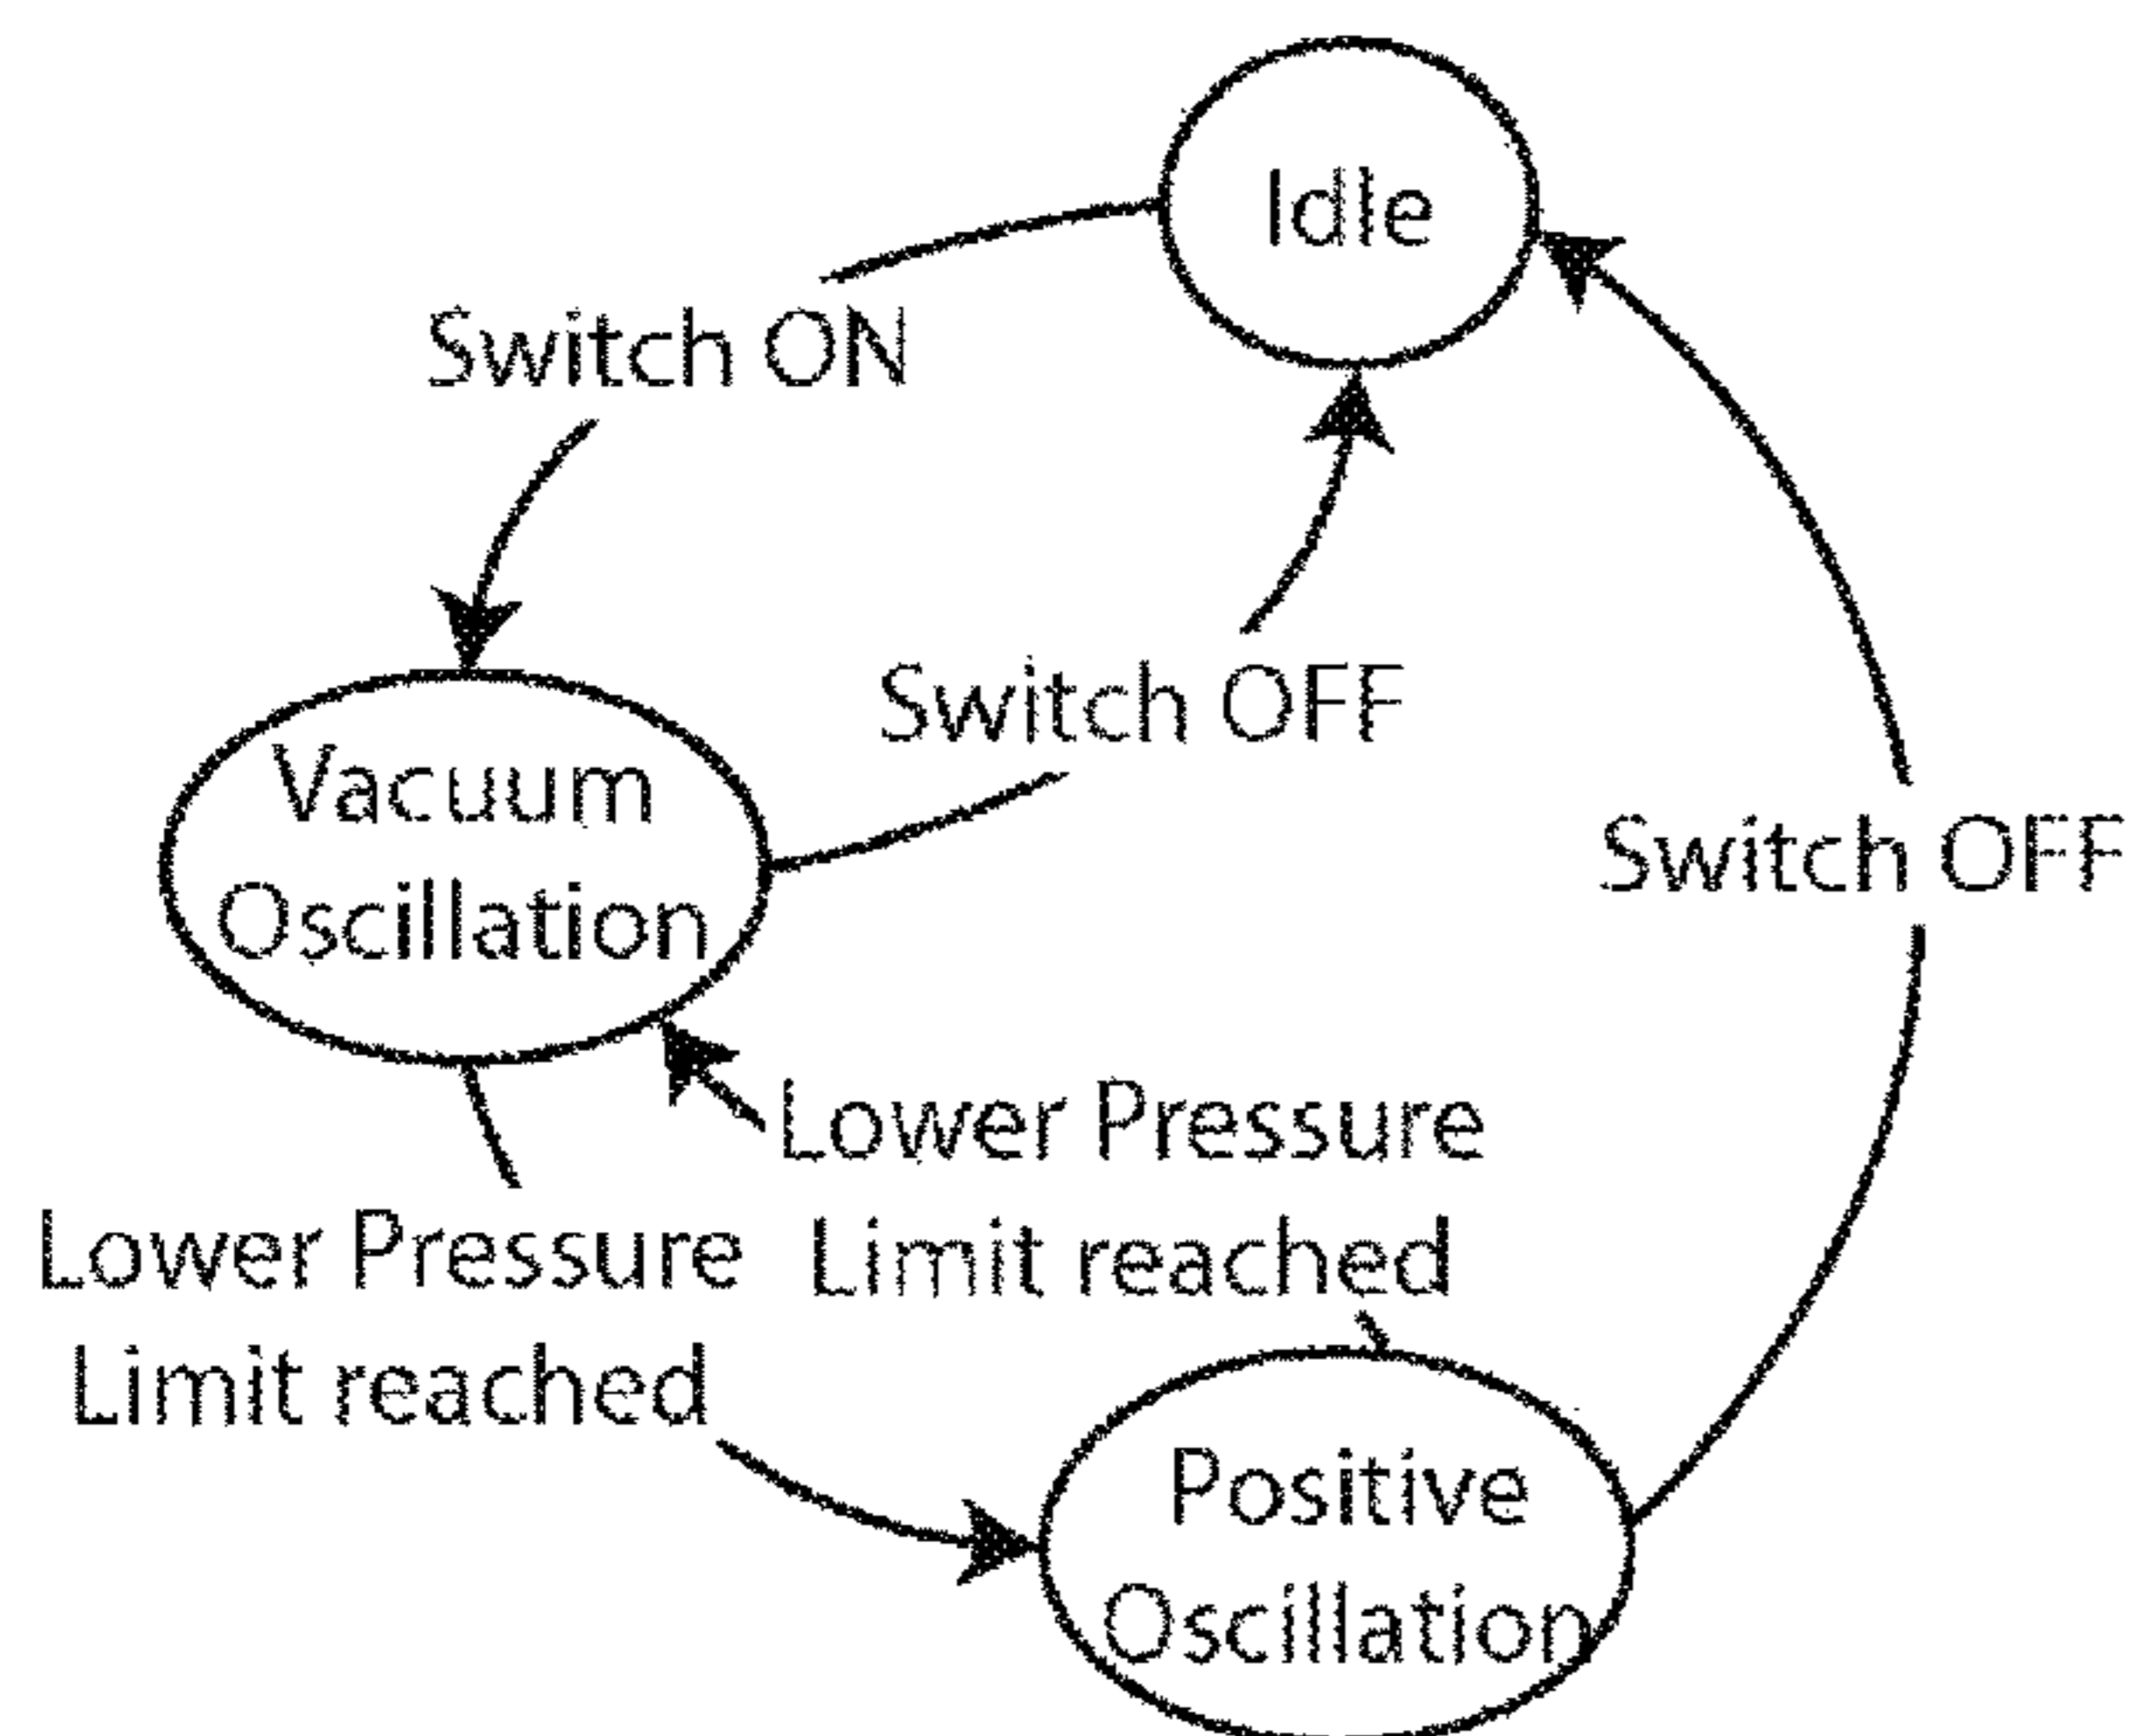 Idle
Switch ON
Switch OFF
Vacuum
Oscillation
Switch OFF
Lower Pressure
Limit reached
Lower Pressure
Limit reached
Positive
Oscillation